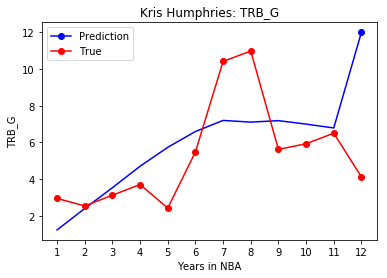 Kris Humphries: TRB_G
Prediction
True
TRB_G
12
10
8
6
4
2
1 2 3 4 5 6 7 8 9 10 11 12
Years in NBA